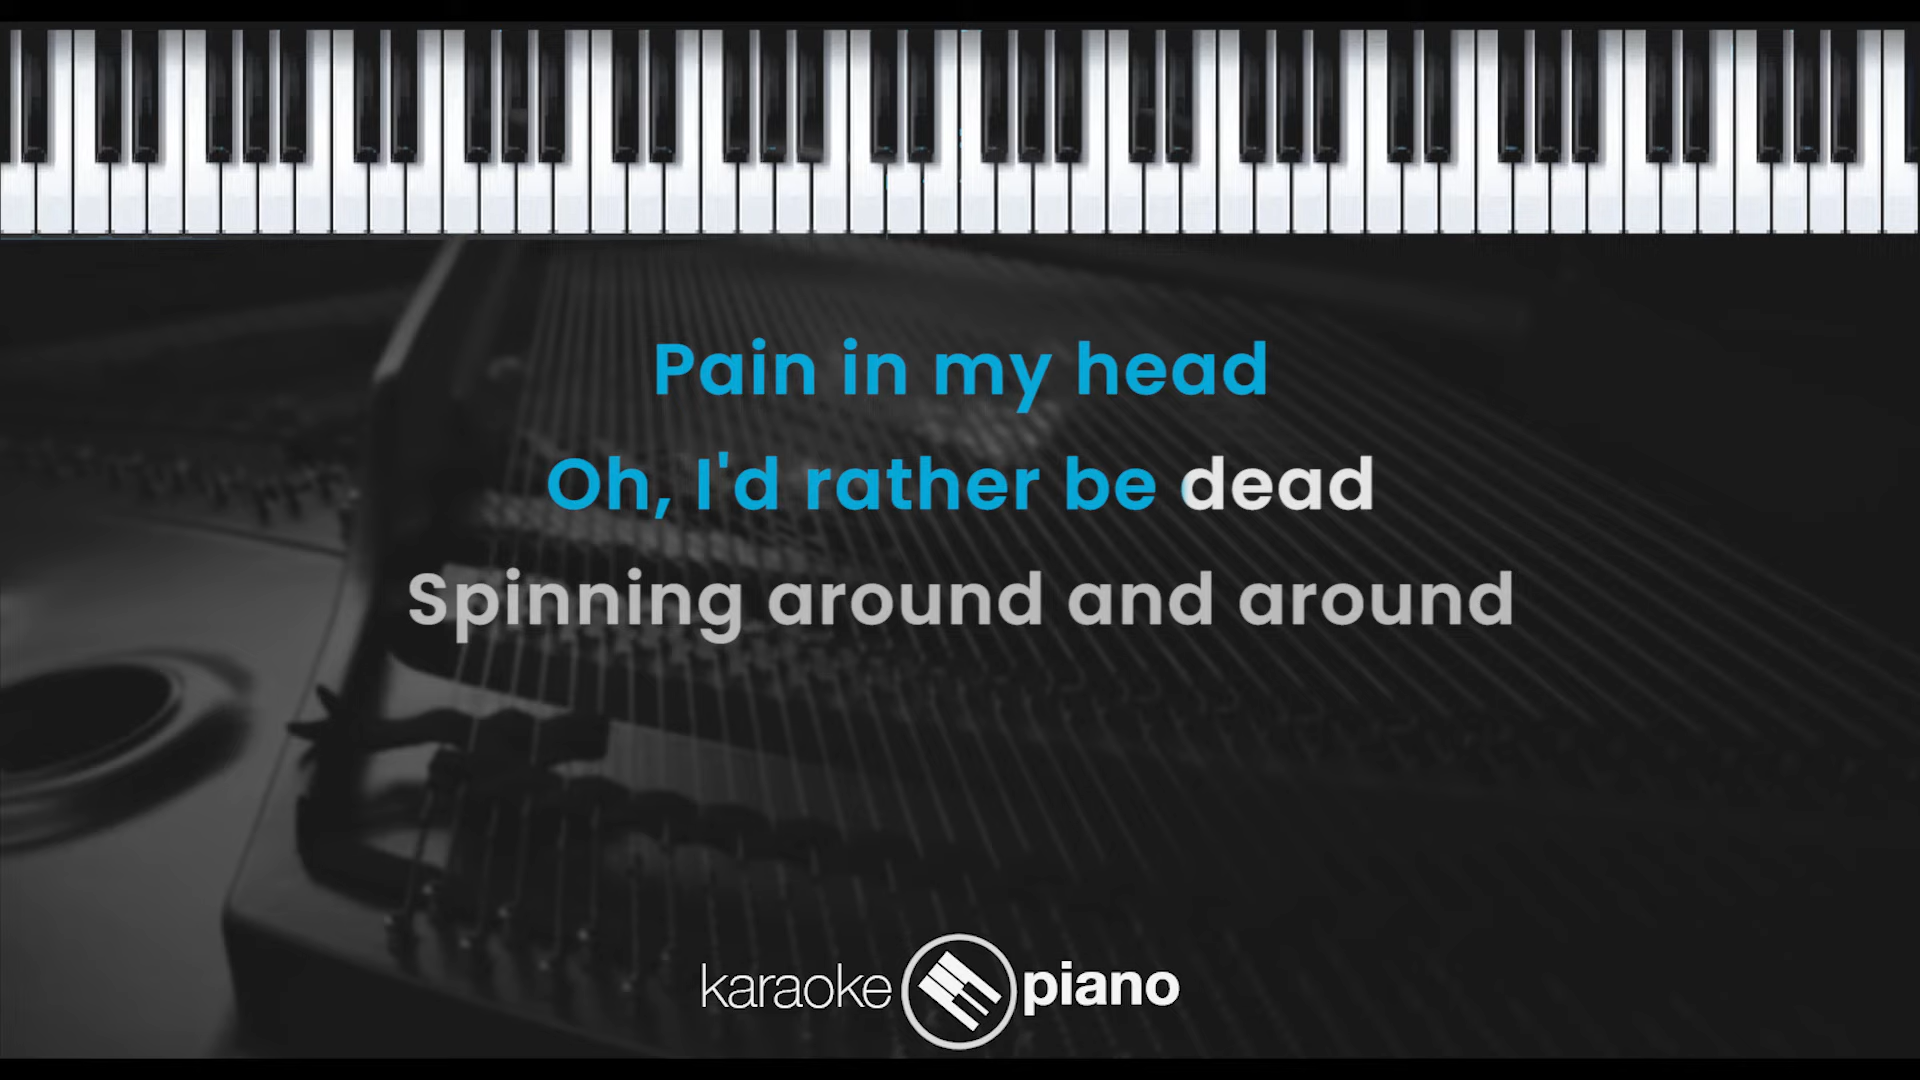 Pain in my head
Oh, I'd rather be dead
Spinning around and around
karaoke piano